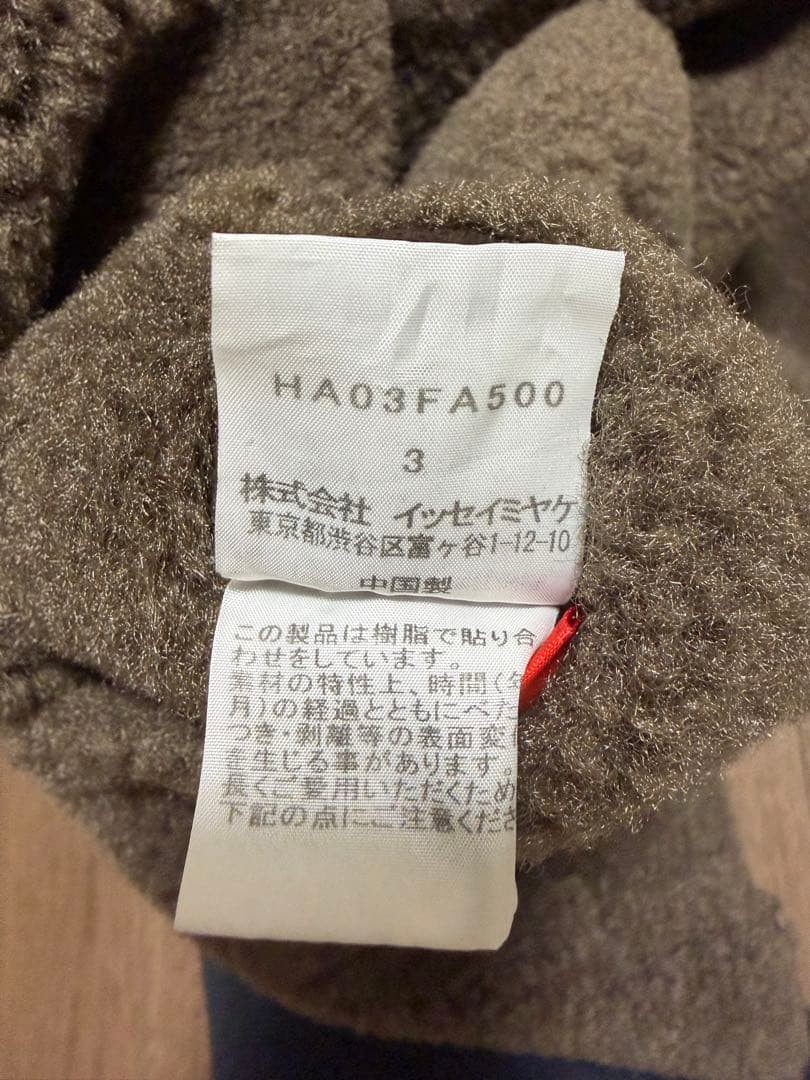 HA03FA500
3
株式会社 イッセイミヤケ
東京都渋谷区富ヶ谷1-12-10
中国製
この製品は樹脂で貼り合
わせをしています。
素材の特性上、時間(年
月)の経過とともにべた
つき・剥離等の表面変
を生じる事があります。
長くご愛用いただくため
下記の点にご注意くださ